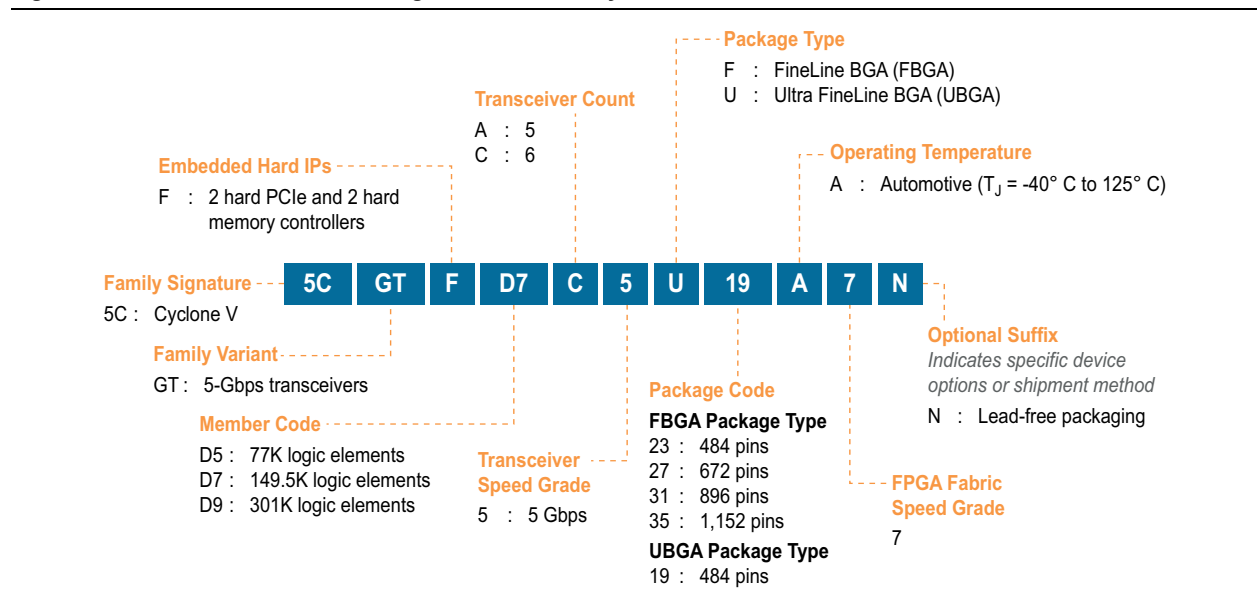 Package Type
F : FineLine BGA (FBGA)
U : Ultra FineLine BGA (UBGA)
Transceiver Count
A : 5
C : 6
Embedded Hard IPs
F : 2 hard PCIe and 2 hard
memory controllers
Operating Temperature
A : Automotive (TJ = -40° C to 125° C)
Family Signature
5C : Cyclone V
5C GT F D7 C 5 U 19 A 7 N
Family Variant
GT : 5-Gbps transceivers
Member Code
D5 : 77K logic elements
D7 : 149.5K logic elements
D9 : 301K logic elements
Transceiver
Speed Grade
5 : 5 Gbps
Package Code
FBGA Package Type
23 : 484 pins
27 : 672 pins
31 : 896 pins
35 : 1,152 pins
UBGA Package Type
19 : 484 pins
FPGA Fabric
Speed Grade
7
Optional Suffix
Indicates specific device
options or shipment method
N : Lead-free packaging